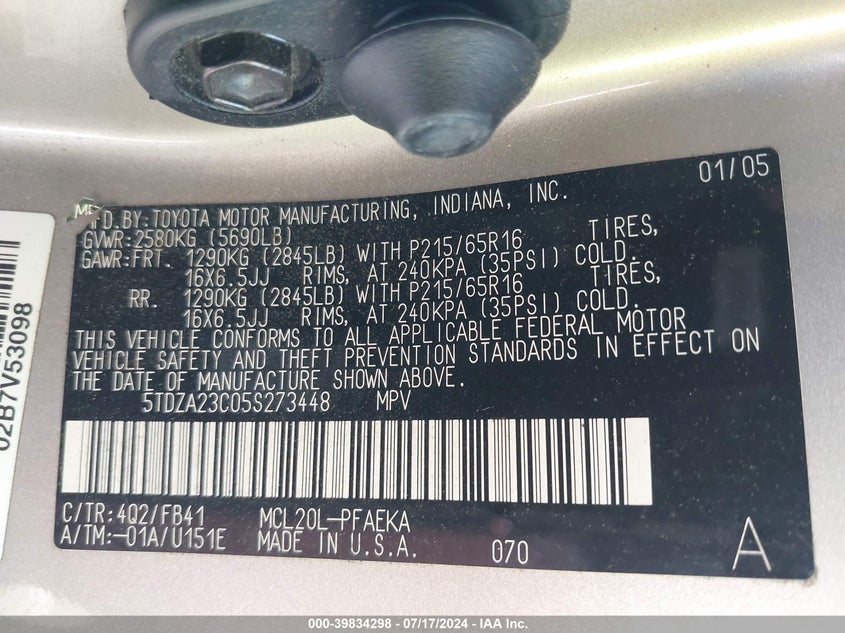 01/05
MFD.BY:TOYOTA MOTOR MANUFACTURING, INDIANA, INC.
GVWR:2580KG (5690LB)
GAWR:FRT. 1290KG (2845LB) WITH P215/65R16 TIRES,
16X6.5JJ RIMS, AT 240KPA (35PSI) COLD.
RR. 1290KG (2845LB) WITH P215/65R16 TIRES,
16X6.5JJ RIMS, AT 240KPA (35PSI) COLD.
THIS VEHICLE CONFORMS TO ALL APPLICABLE FEDERAL MOTOR
VEHICLE SAFETY AND THEFT PREVENTION STANDARDS IN EFFECT ON
THE DATE OF MANUFACTURE SHOWN ABOVE.
5TDZA23C05S273448 MPV
C/TR:4Q2/FB41 MCL20L-PFAEKA
A/TM:-01A/U151E MADE IN U.S.A. 070 A
02B7V53098
000-39834298 - 07/17/2024 - IAA Inc.